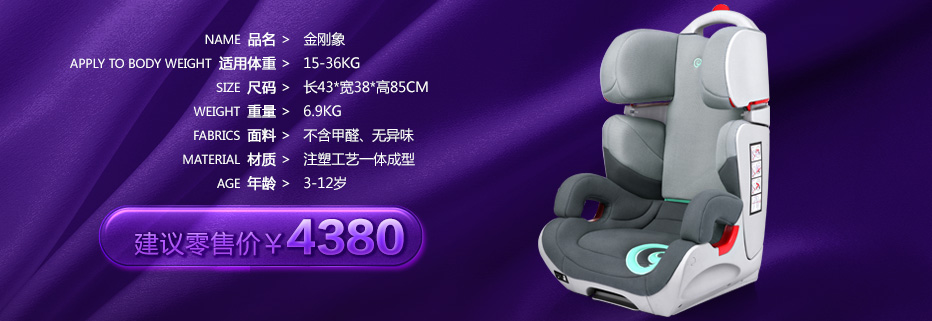 NAME 品名 > 金刚象
APPLY TO BODY WEIGHT 适用体重 > 15-36KG
SIZE 尺码 > 长43*宽38*高85CM
WEIGHT 重量 > 6.9KG
FABRICS 面料 > 不含甲醛、无异味
MATERIAL 材质 > 注塑工艺一体成型
AGE 年龄 > 3-12岁
建议零售价￥4380